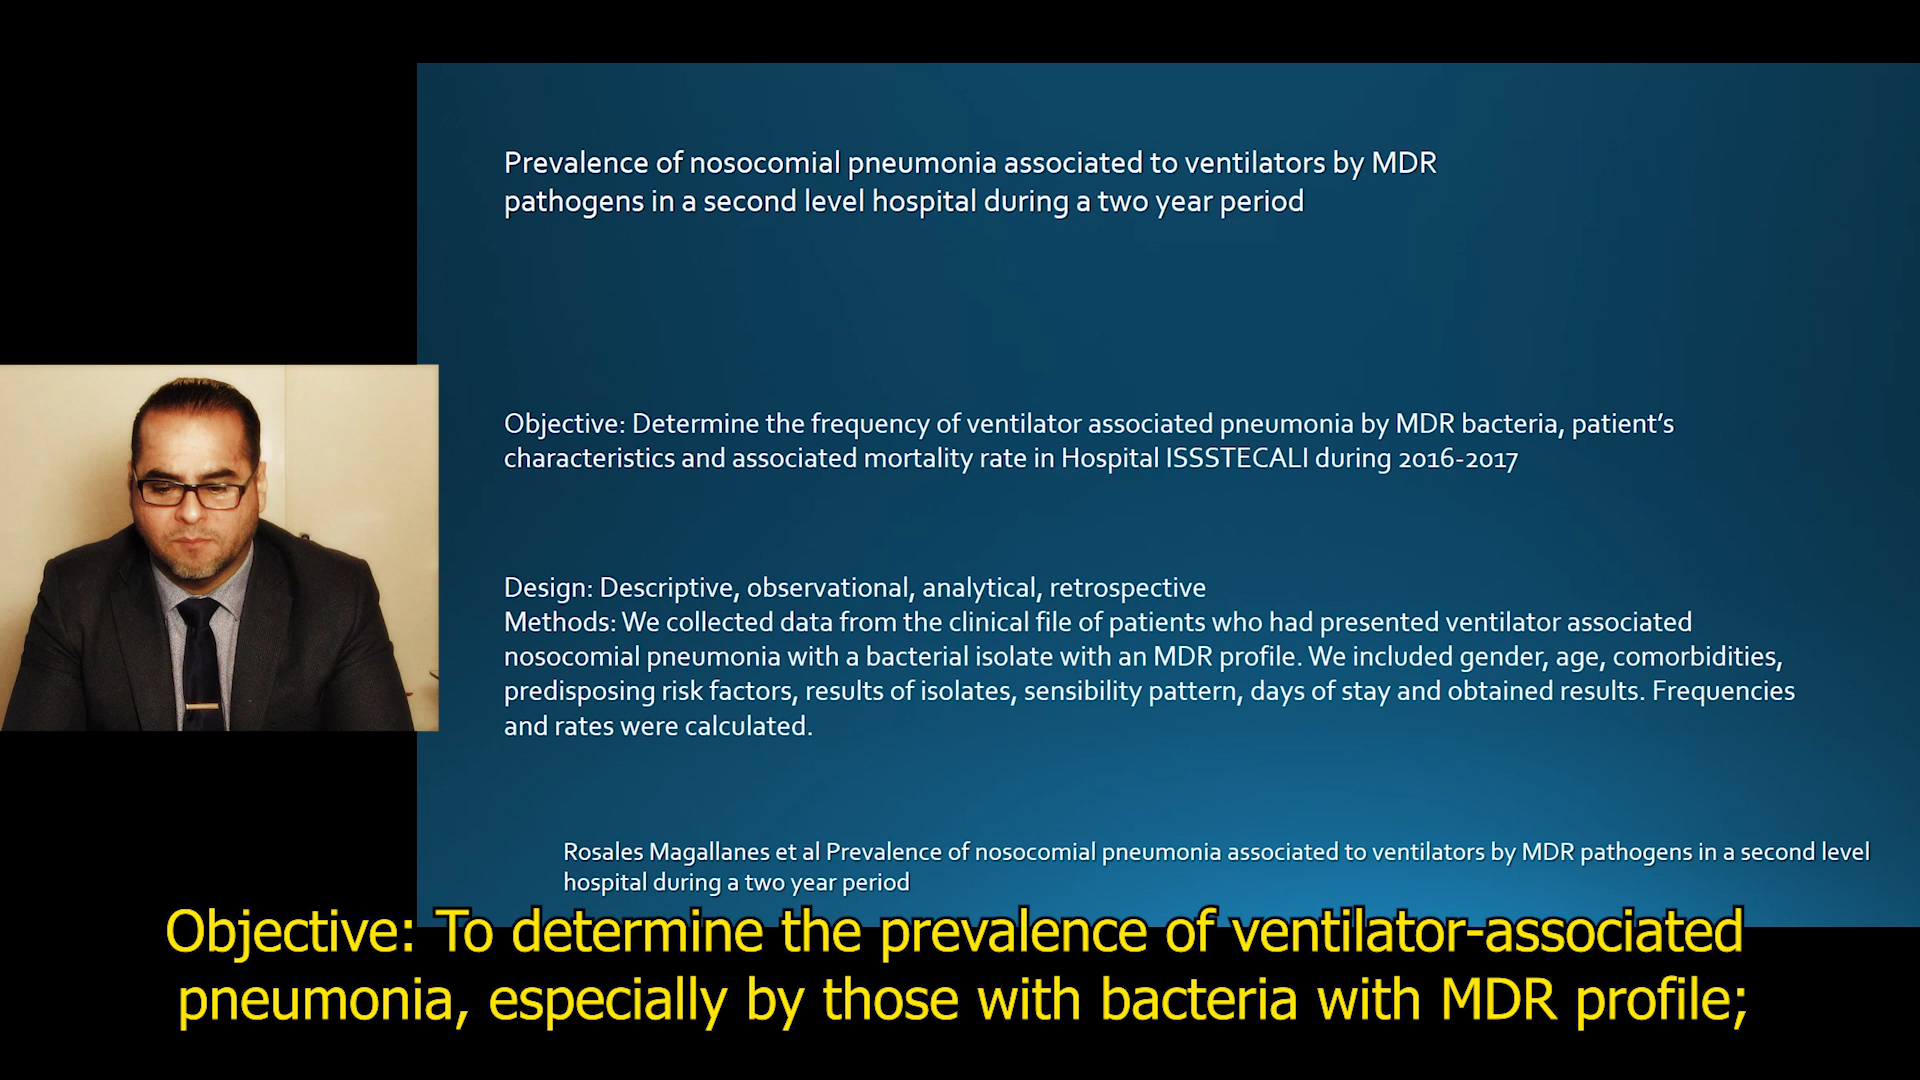 Prevalence of nosocomial pneumonia associated to ventilators by MDR
pathogens in a second level hospital during a two year period
Objective: Determine the frequency of ventilator associated pneumonia by MDR bacteria, patient’s
characteristics and associated mortality rate in Hospital ISSSTECALI during 2016-2017
Design: Descriptive, observational, analytical, retrospective
Methods: We collected data from the clinical file of patients who had presented ventilator associated
nosocomial pneumonia with a bacterial isolate with an MDR profile. We included gender, age, comorbidities,
predisposing risk factors, results of isolates, sensibility pattern, days of stay and obtained results. Frequencies
and rates were calculated.
Rosales Magallanes et al Prevalence of nosocomial pneumonia associated to ventilators by MDR pathogens in a second level
hospital during a two year period
Objective: To determine the prevalence of ventilator-associated
pneumonia, especially by those with bacteria with MDR profile;